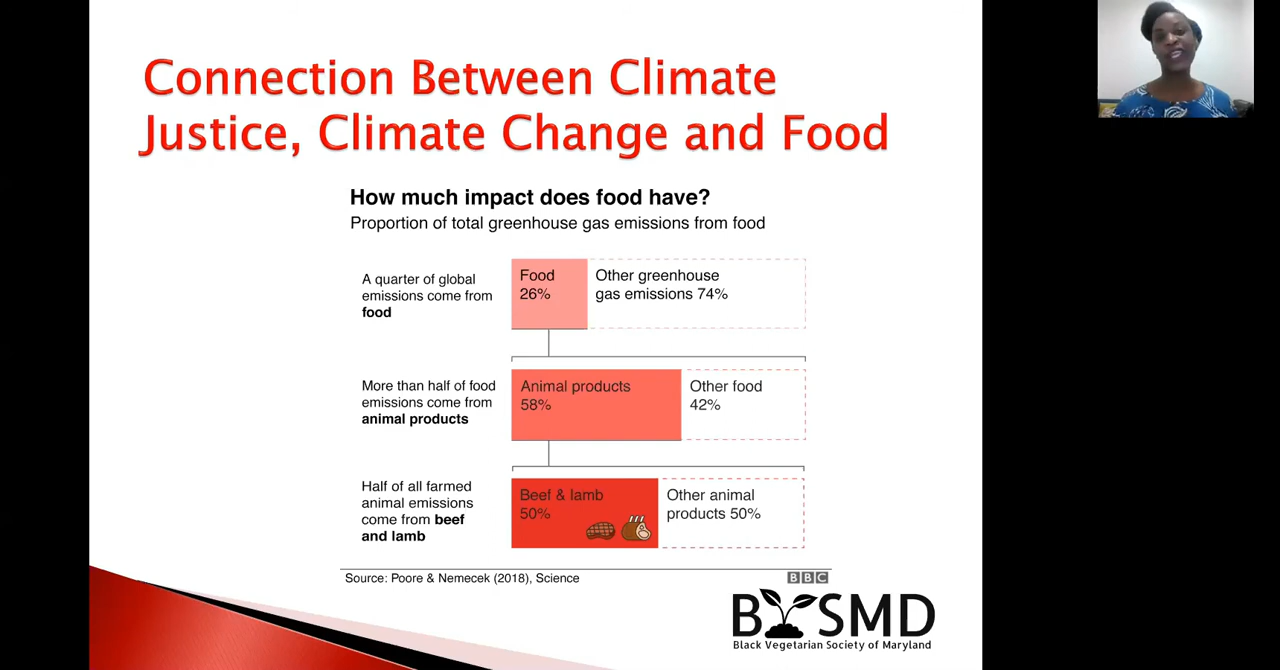 Connection Between Climate
Justice, Climate Change and Food
How much impact does food have?
Proportion of total greenhouse gas emissions from food
A quarter of global
emissions come from
food
Food
26%
Other greenhouse
gas emissions 74%
More than half of food
emissions come from
animal products
Animal products
58%
Other food
42%
Half of all farmed
animal emissions
come from beef
and lamb
Beef & lamb
50%
Other animal
products 50%
Source: Poore & Nemecek (2018), Science
BBC
BVSMD
Black Vegetarian Society of Maryland